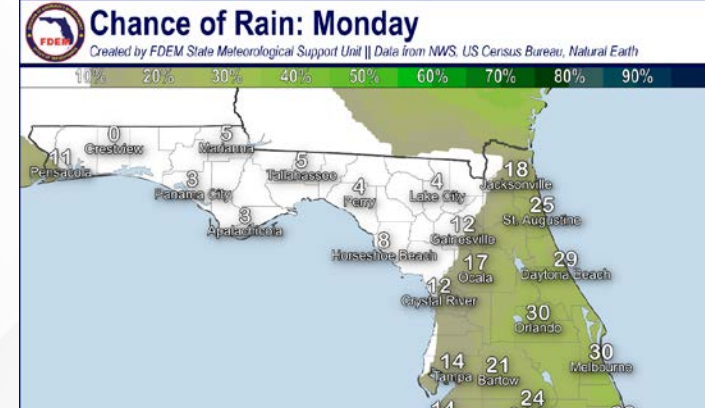 Chance of Rain: Monday
FDEM
Created by FDEM State Meteorological Support Unit || Data from NWS, US Census Bureau, Natural Earth
10% 20% 30% 40% 50% 60% 70% 80% 90%
0
Crestview
5
Marianna
11
Pensacola
5
Tallahassee
18
Jacksonville
3
Panama City
4
Perry
4
Lake City
25
St. Augustine
3
Apalachicola
12
Gainesville
8
Horseshoe Beach
17
Ocala
29
Daytona Beach
12
Crystal River
30
Orlando
14
Tampa
21
Bartow
30
Melbourne
24